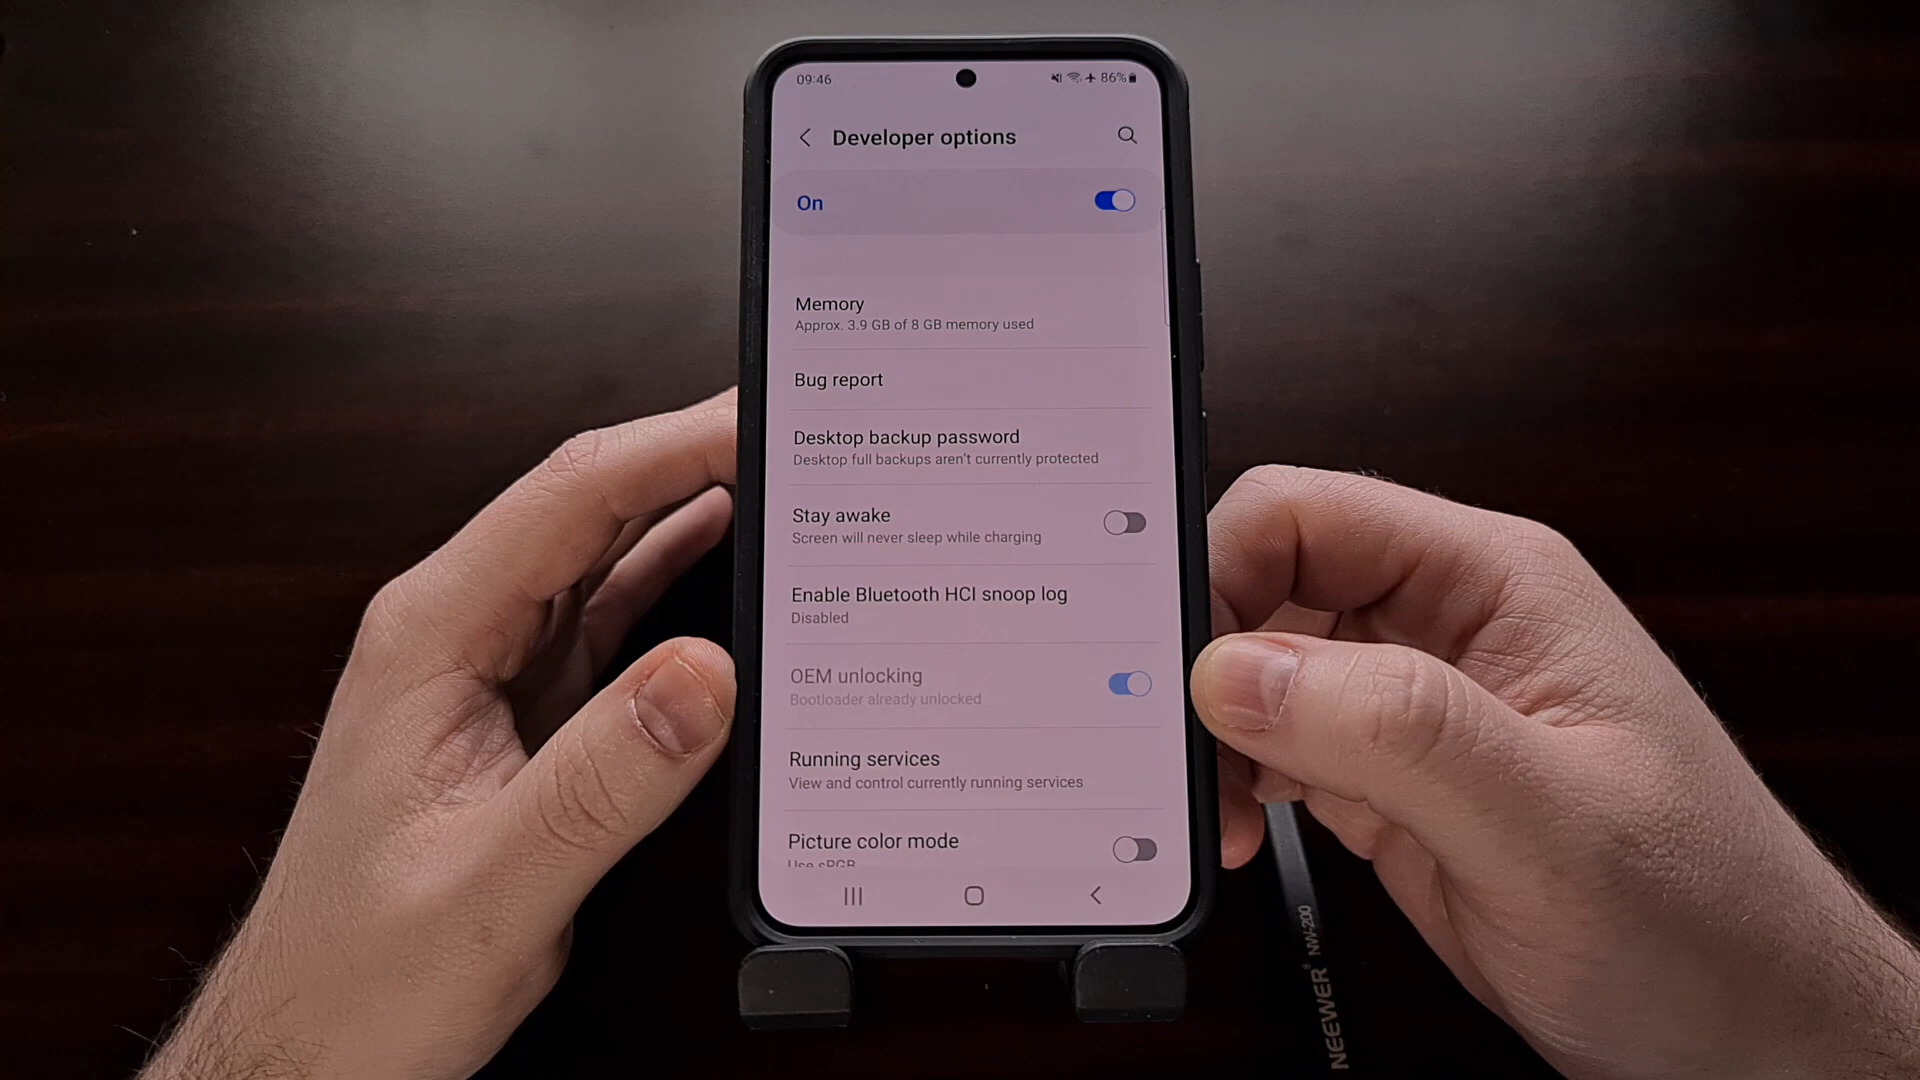 09:46
86%
Developer options
On
Memory
Approx. 3.9 GB of 8 GB memory used
Bug report
Desktop backup password
Desktop full backups aren't currently protected
Stay awake
Screen will never sleep while charging
Enable Bluetooth HCI snoop log
Disabled
OEM unlocking
Bootloader already unlocked
Running services
View and control currently running services
Picture color mode
Use sRGB
NEEWER® NW-200